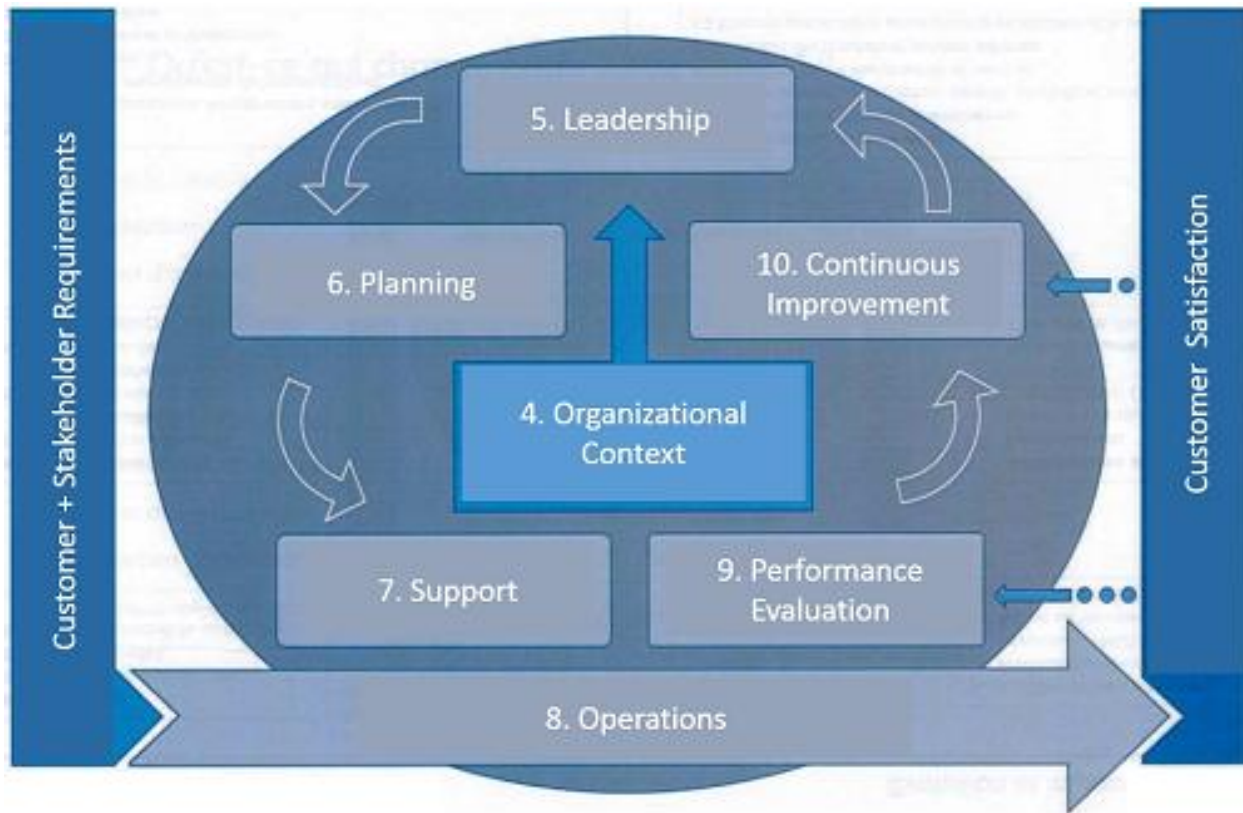 Customer + Stakeholder Requirements
5. Leadership
6. Planning
10. Continuous
Improvement
4. Organizational
Context
7. Support
9. Performance
Evaluation
8. Operations
Customer Satisfaction